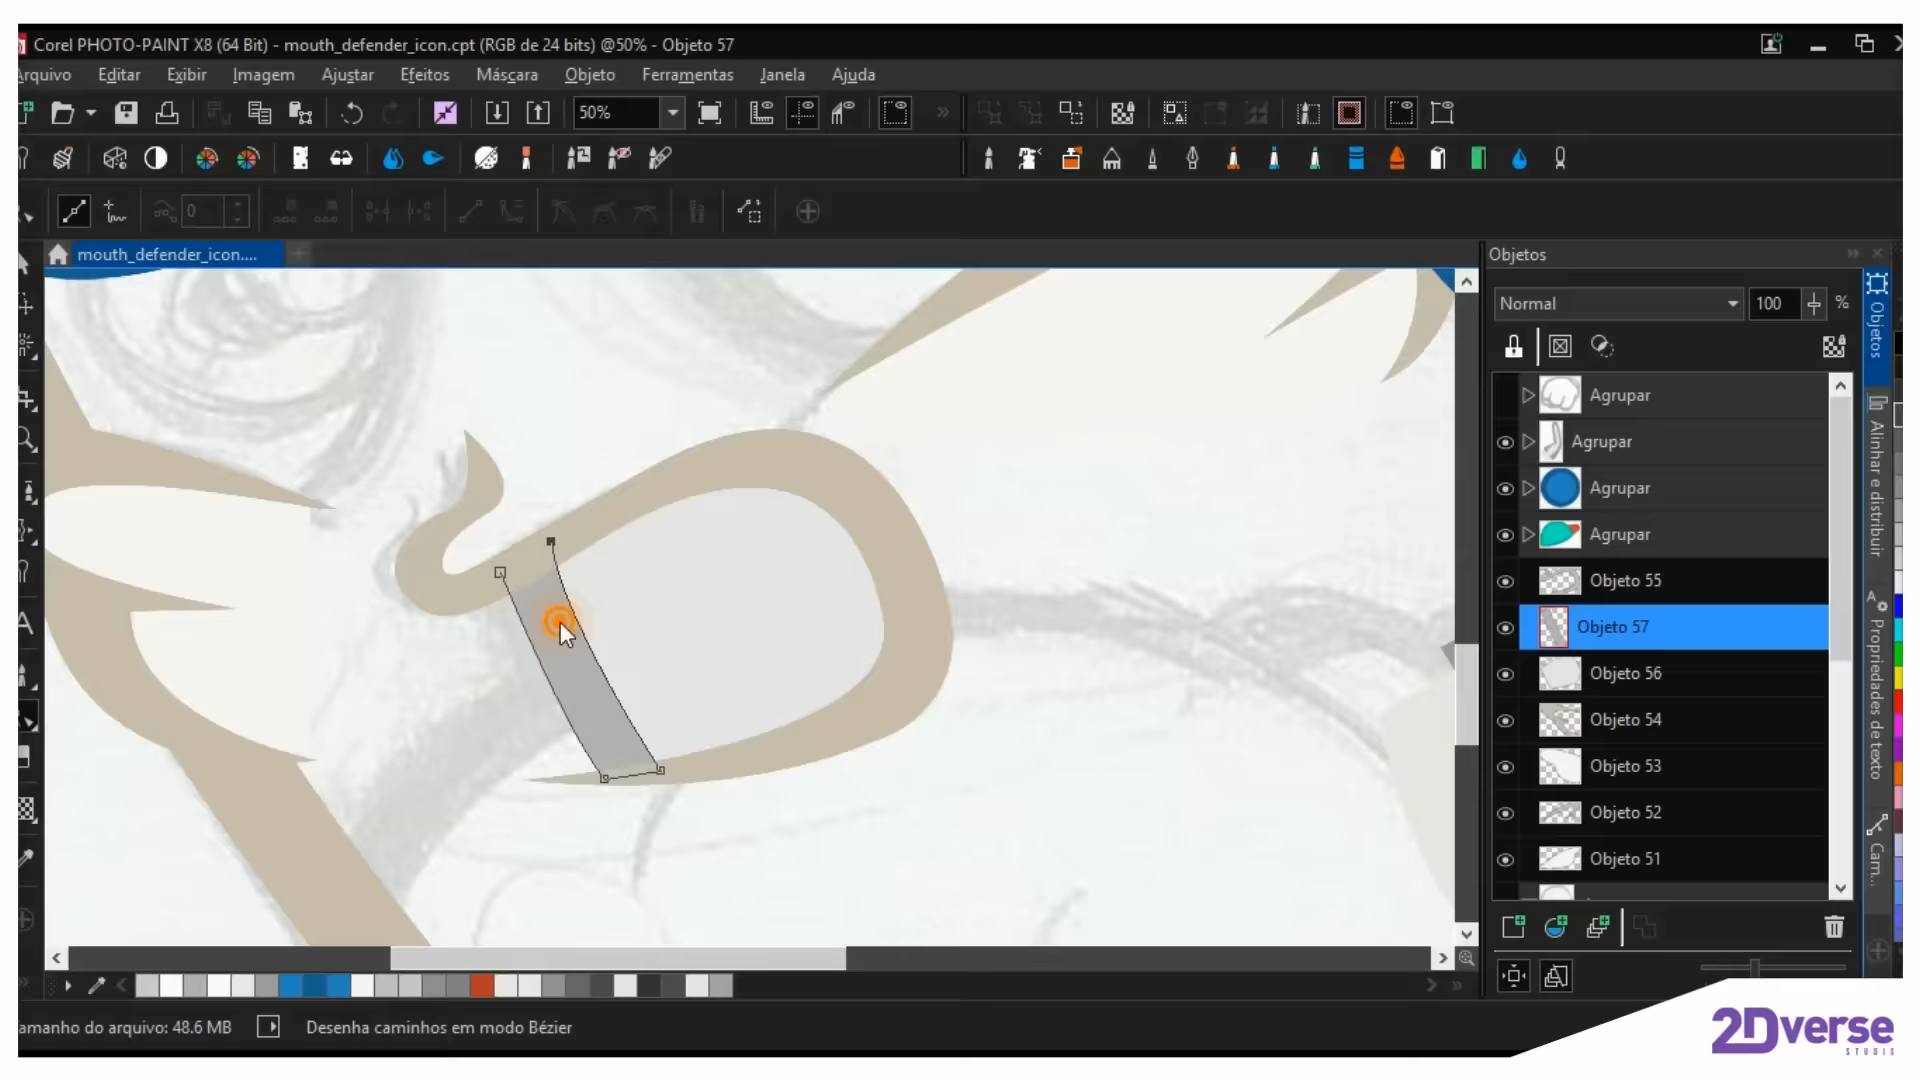 Corel PHOTO-PAINT X8 (64 Bit) - mouth_defender_icon.cpt (RGB de 24 bits) @50% - Objeto 57
Arquivo Editar Exibir Imagem Ajustar Efeitos Máscara Objeto Ferramentas Janela Ajuda
50%
0
mouth_defender_icon....
Objetos
Normal 100 %
Agrupar
Agrupar
Agrupar
Agrupar
Objeto 55
Objeto 57
Objeto 56
Objeto 54
Objeto 53
Objeto 52
Objeto 51
Objetos
Alinhar e distribuir
Propriedades de texto
Cam...
amanho do arquivo: 48.6 MB
Desenha caminhos em modo Bézier
2Dverse
STUDIO